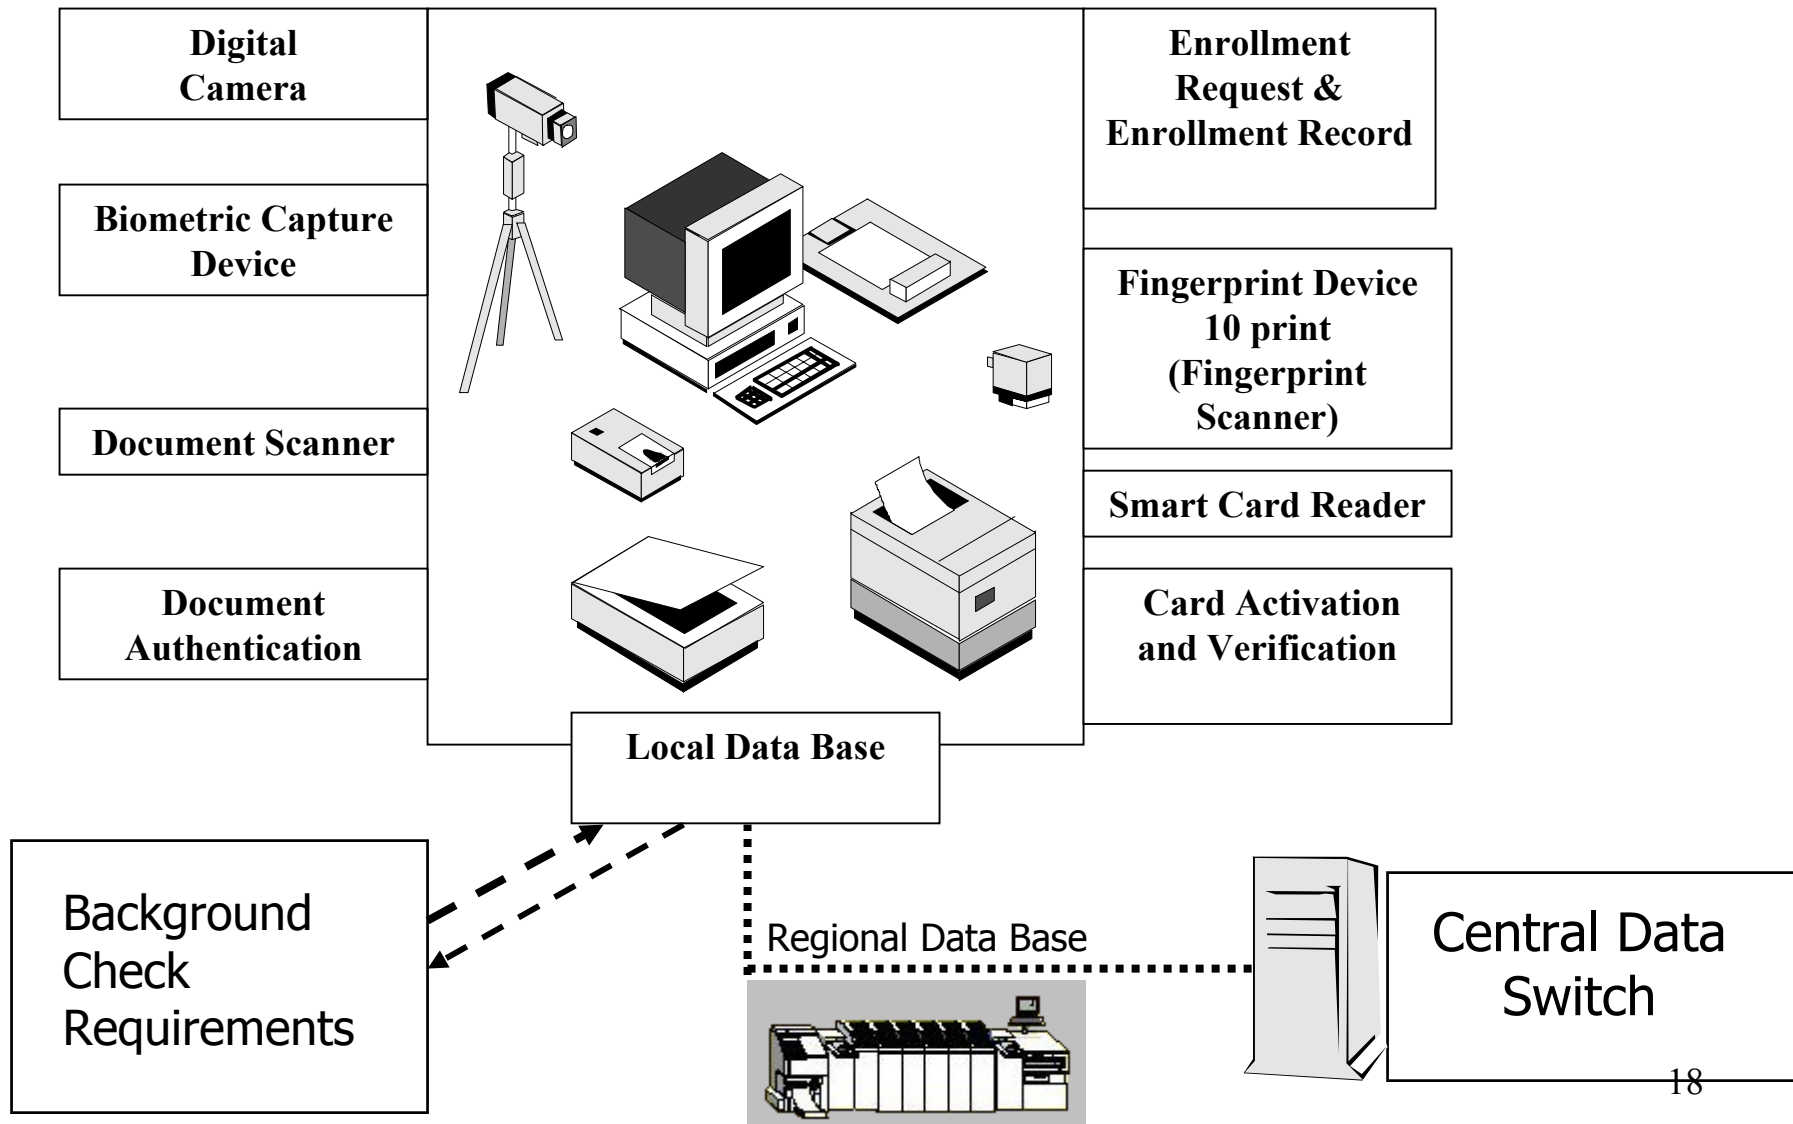 Digital
Camera
Biometric Capture
Device
Document Scanner
Document
Authentication
Enrollment
Request &
Enrollment Record
Fingerprint Device
10 print
(Fingerprint
Scanner)
Smart Card Reader
Card Activation
and Verification
Local Data Base
Background
Check
Requirements
Regional Data Base
Central Data
Switch
18